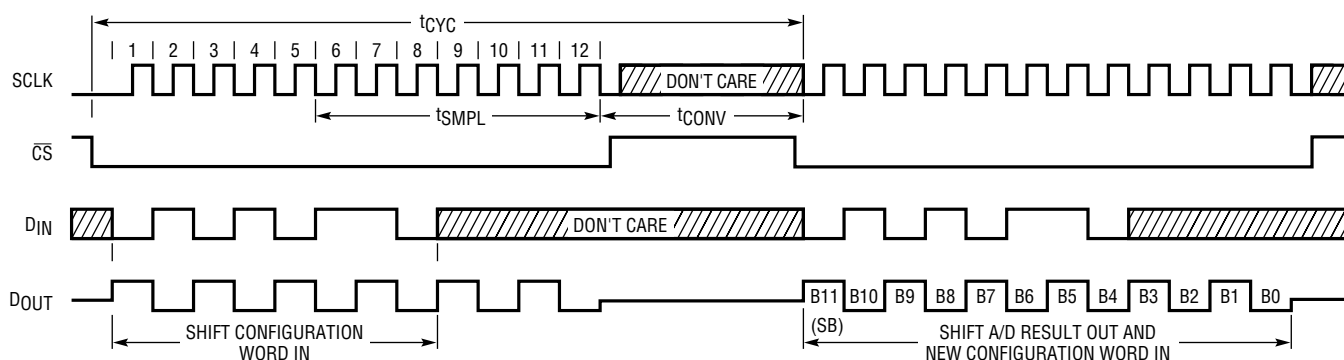 tCYC
1 2 3 4 5 6 7 8 9 10 11 12
SCLK
DON'T CARE
tSMPL
tCONV
CS
DIN
DON'T CARE
DOUT
B11 B10 B9 B8 B7 B6 B5 B4 B3 B2 B1 B0
(SB)
SHIFT CONFIGURATION
WORD IN
SHIFT A/D RESULT OUT AND
NEW CONFIGURATION WORD IN